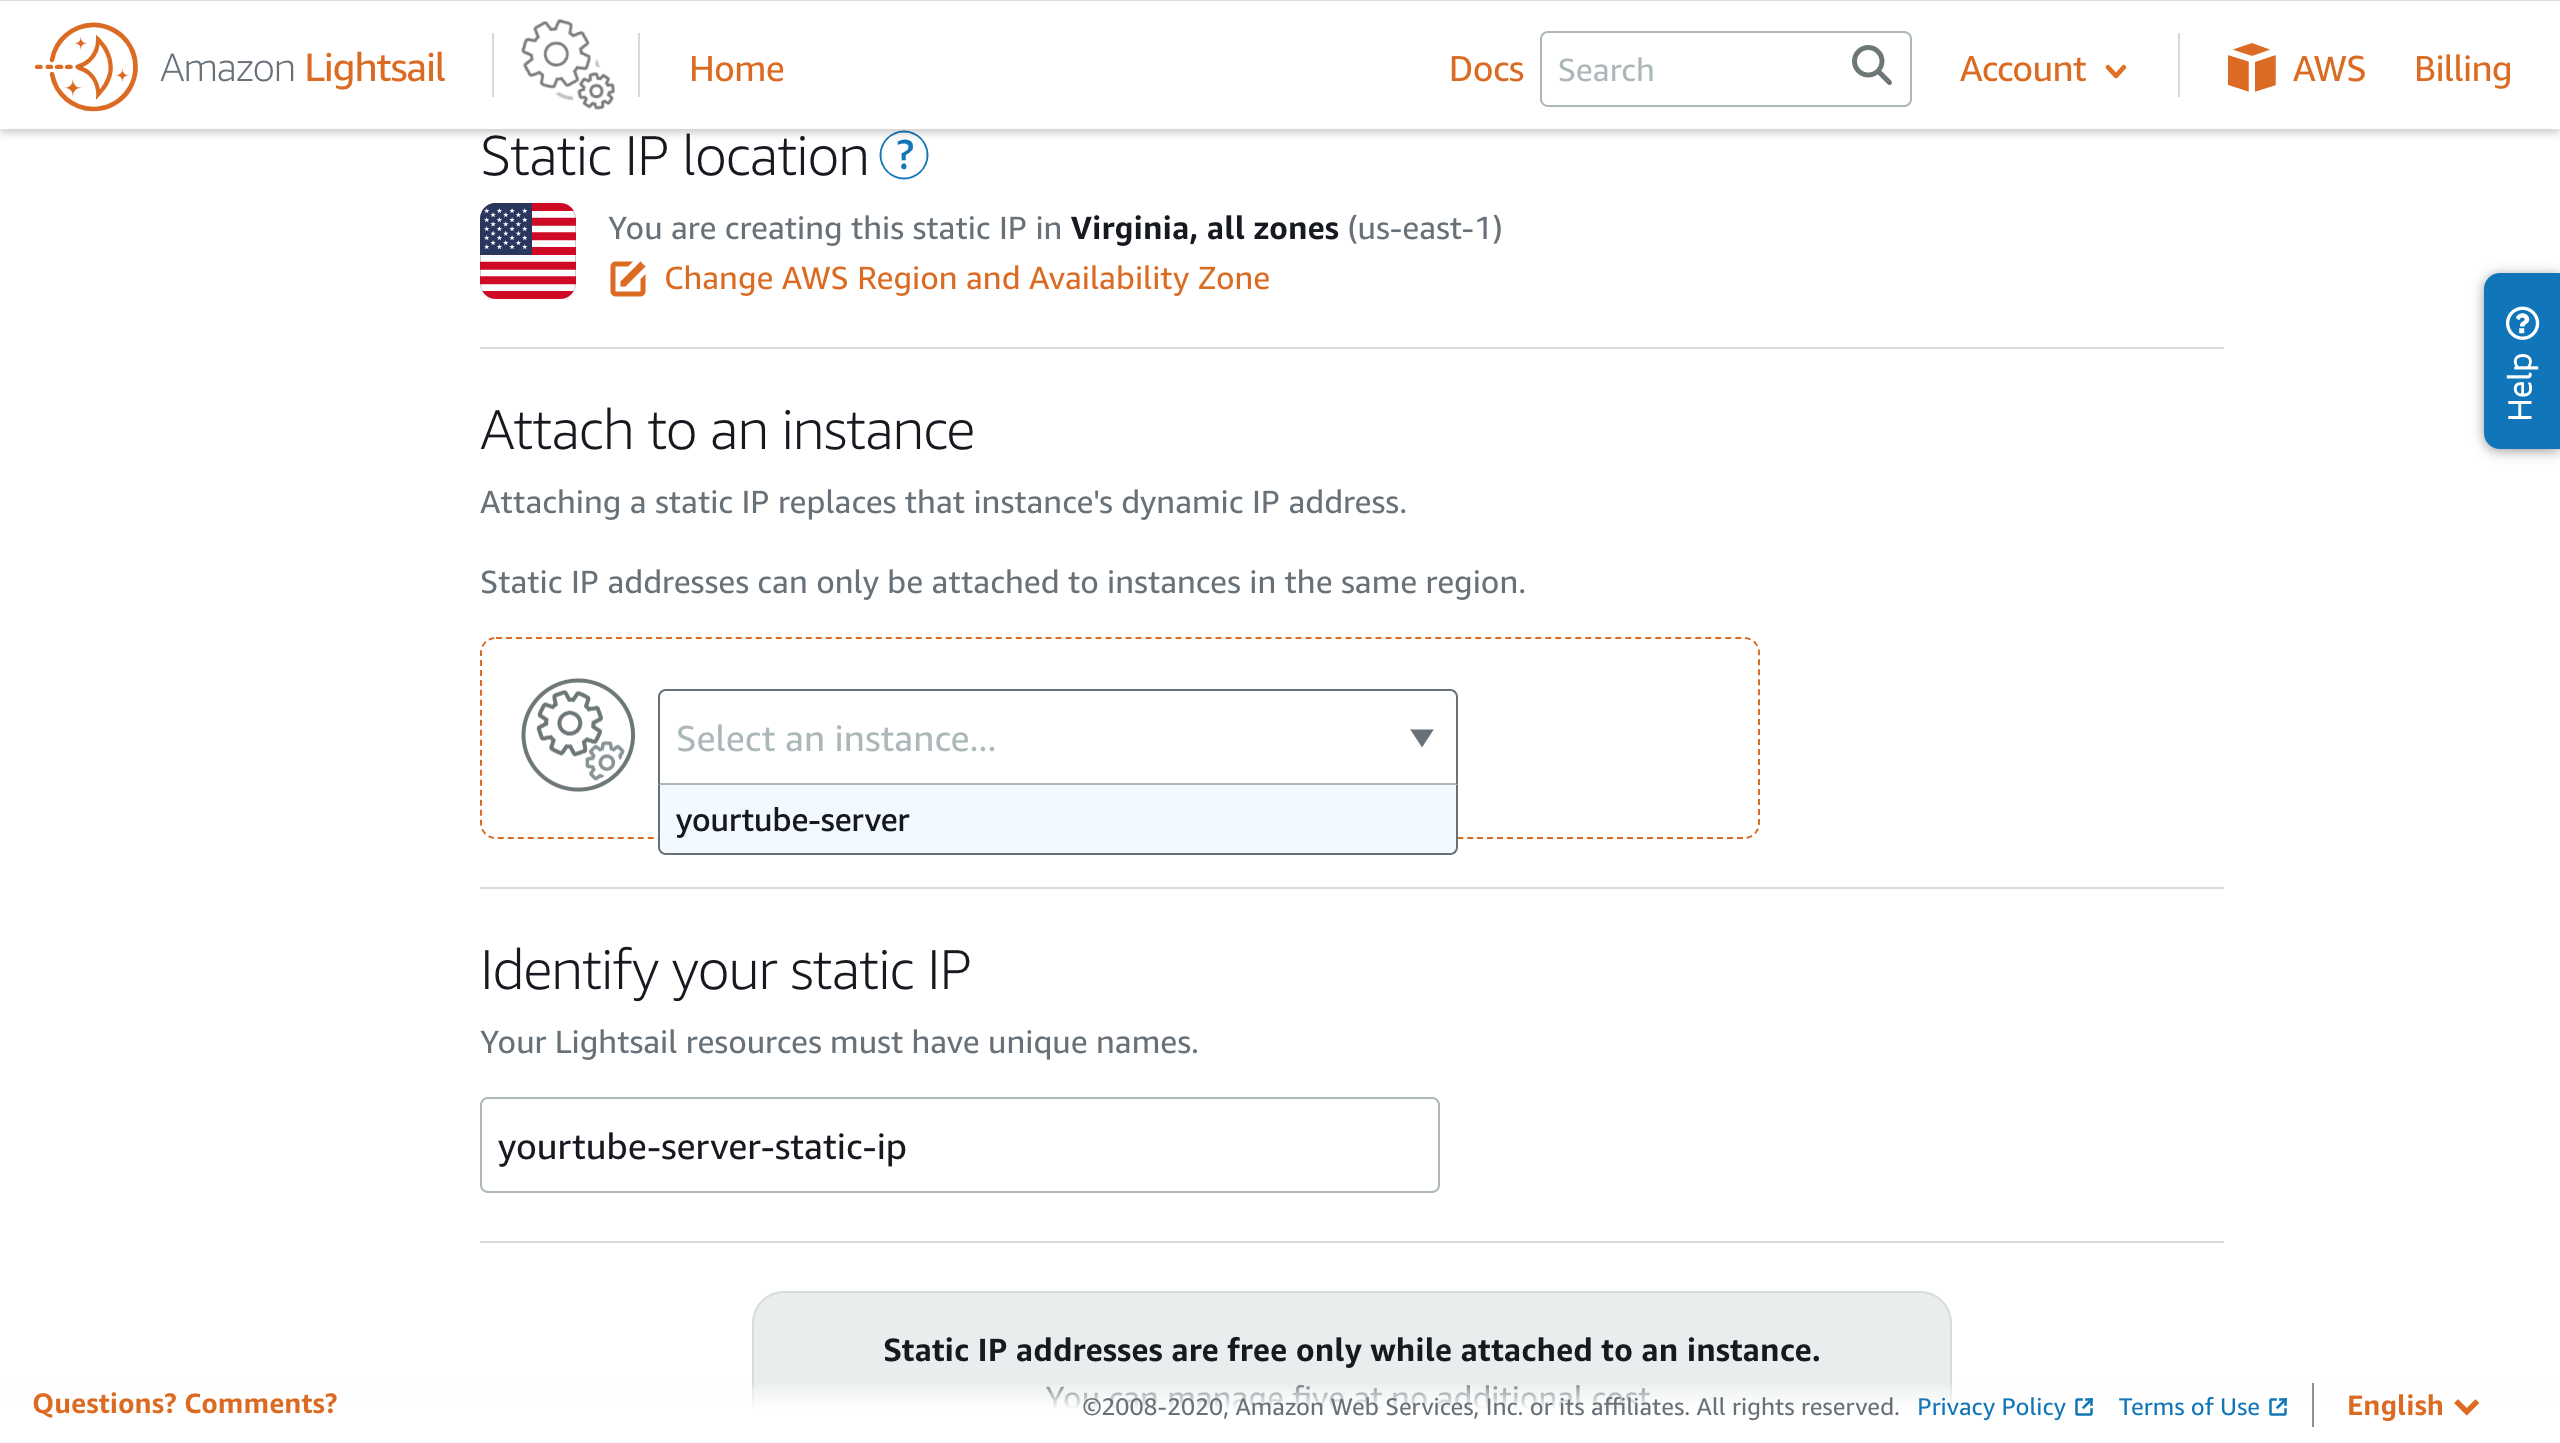 Amazon Lightsail
Home
Docs
Search
Account
AWS
Billing
Static IP location ?
You are creating this static IP in Virginia, all zones (us-east-1)
Change AWS Region and Availability Zone
Help ?
Attach to an instance
Attaching a static IP replaces that instance's dynamic IP address.
Static IP addresses can only be attached to instances in the same region.
Select an instance...
yourtube-server
Identify your static IP
Your Lightsail resources must have unique names.
yourtube-server-static-ip
Static IP addresses are free only while attached to an instance.
You can manage five at no additional cost.
Questions? Comments?
©2008-2020, Amazon Web Services, Inc. or its affiliates. All rights reserved.
Privacy Policy
Terms of Use
English